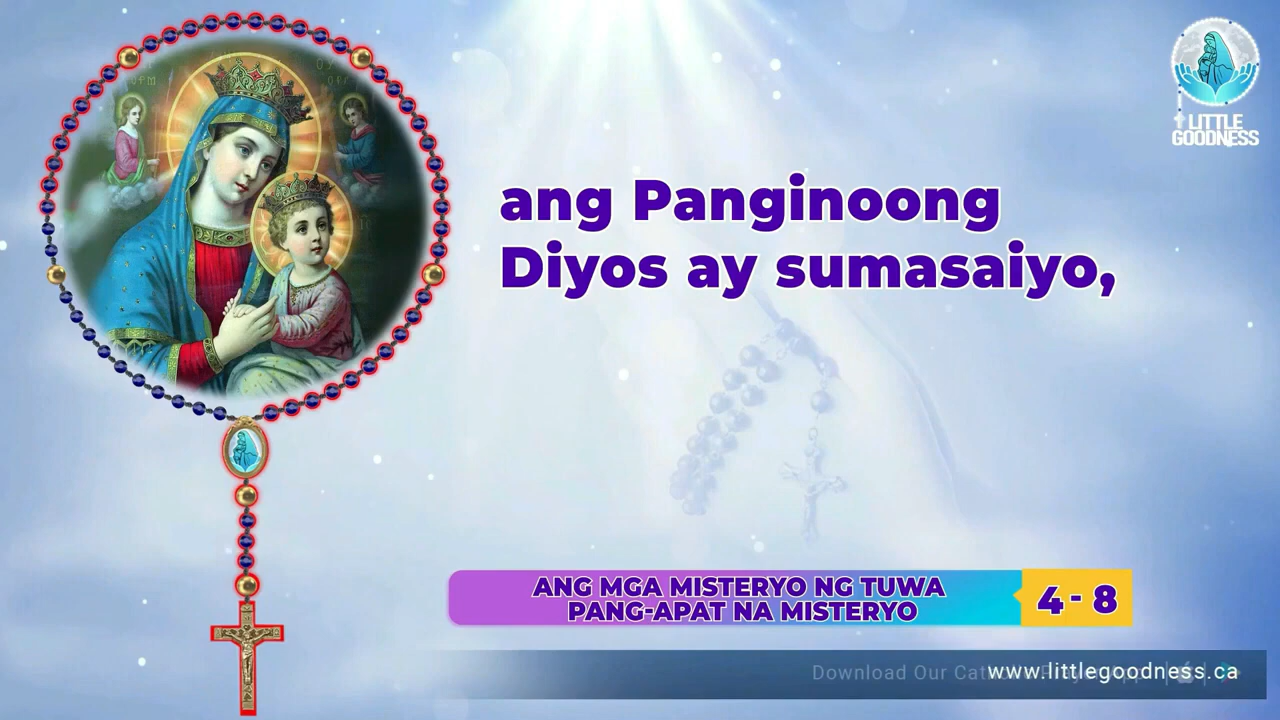 LITTLE
GOODNESS
ang Panginoong
Diyos ay sumasaiyo,
ANG MGA MISTERYO NG TUWA
PANG-APAT NA MISTERYO
4 - 8
Download Our
www.littlegoodness.ca